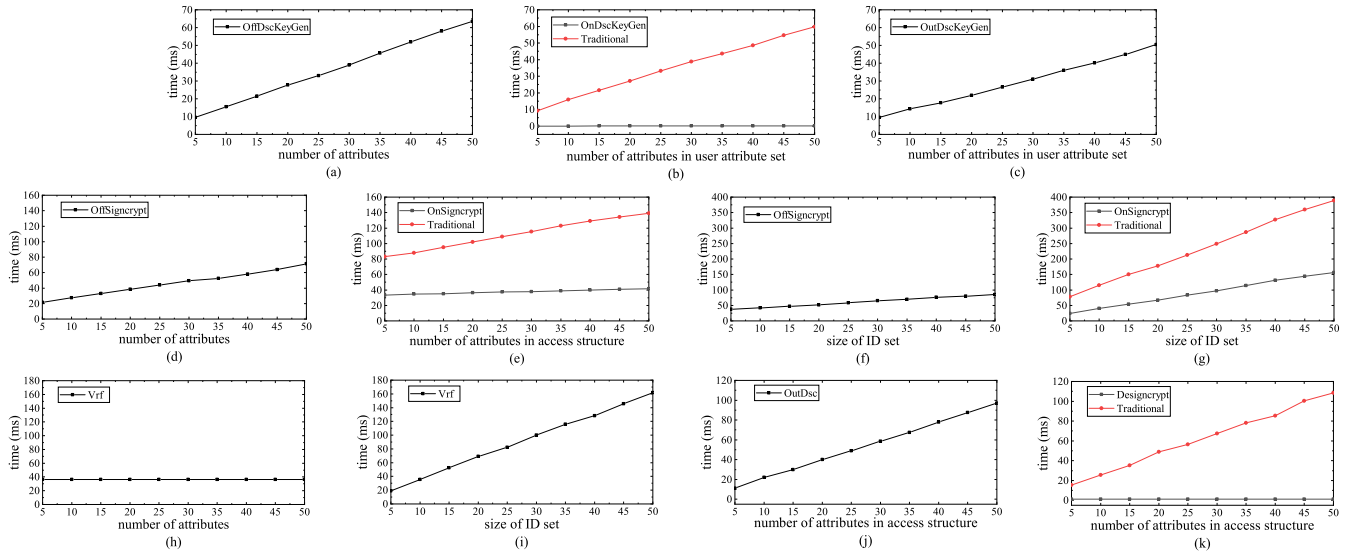 70
60
50
40
30
20
10
0
time (ms)
OffDscKeyGen
5 10 15 20 25 30 35 40 45 50
number of attributes
(a)
70
60
50
40
30
20
10
0
time (ms)
OnDscKeyGen
Traditional
5 10 15 20 25 30 35 40 45 50
number of attributes in user attribute set
(b)
70
60
50
40
30
20
10
0
time (ms)
OutDscKeyGen
5 10 15 20 25 30 35 40 45 50
number of attributes in user attribute set
(c)
160
140
120
100
80
60
40
20
0
time (ms)
OffSigncrypt
5 10 15 20 25 30 35 40 45 50
number of attributes
(d)
160
140
120
100
80
60
40
20
0
time (ms)
OnSigncrypt
Traditional
5 10 15 20 25 30 35 40 45 50
number of attributes in access structure
(e)
400
350
300
250
200
150
100
50
0
time (ms)
OffSigncrypt
5 10 15 20 25 30 35 40 45 50
size of ID set
(f)
400
350
300
250
200
150
100
50
0
time (ms)
OnSigncrypt
Traditional
5 10 15 20 25 30 35 40 45 50
size of ID set
(g)
180
160
140
120
100
80
60
40
20
0
time (ms)
Vrf
5 10 15 20 25 30 35 40 45 50
number of attributes
(h)
180
160
140
120
100
80
60
40
20
0
time (ms)
Vrf
5 10 15 20 25 30 35 40 45 50
size of ID set
(i)
120
100
80
60
40
20
0
time (ms)
OutDsc
5 10 15 20 25 30 35 40 45 50
number of attributes in access structure
(j)
120
100
80
60
40
20
0
time (ms)
Designcrypt
Traditional
5 10 15 20 25 30 35 40 45 50
number of attributes in access structure
(k)